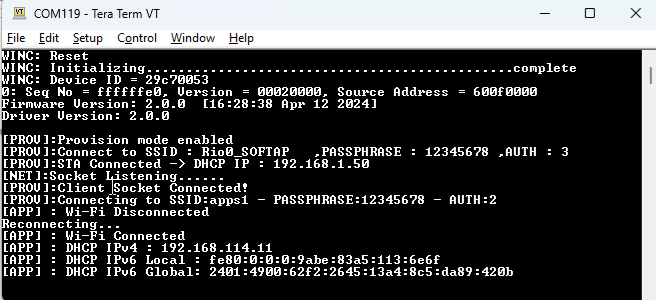 COM119 - Tera Term VT
File Edit Setup Control Window Help
WINC: Reset
WINC: Initializing..............................................complete
WINC: Device ID = 29c70053
0: Seq No = ffffffe0, Version = 00020000, Source Address = 600f0000
Firmware Version: 2.0.0 [16:28:38 Apr 12 2024]
Driver Version: 2.0.0
[PROV]:Provision mode enabled
[PROV]:Connect to SSID : Rio0_SOFTAP ,PASSPHRASE : 12345678 ,AUTH : 3
[PROV]:STA Connected -> DHCP IP : 192.168.1.50
[NET]:Socket Listening......
[PROV]:Client Socket Connected!
[PROV]:Connecting to SSID:apps1 - PASSPHRASE:12345678 - AUTH:2
[APP] : Wi-Fi Disconnected
Reconnecting...
[APP] : Wi-Fi Connected
[APP] : DHCP IPv4 : 192.168.114.11
[APP] : DHCP IPv6 Local : fe80:0:0:0:9abe:83a5:113:6e6f
[APP] : DHCP IPv6 Global: 2401:4900:62f2:2645:13a4:8c5:da89:420b